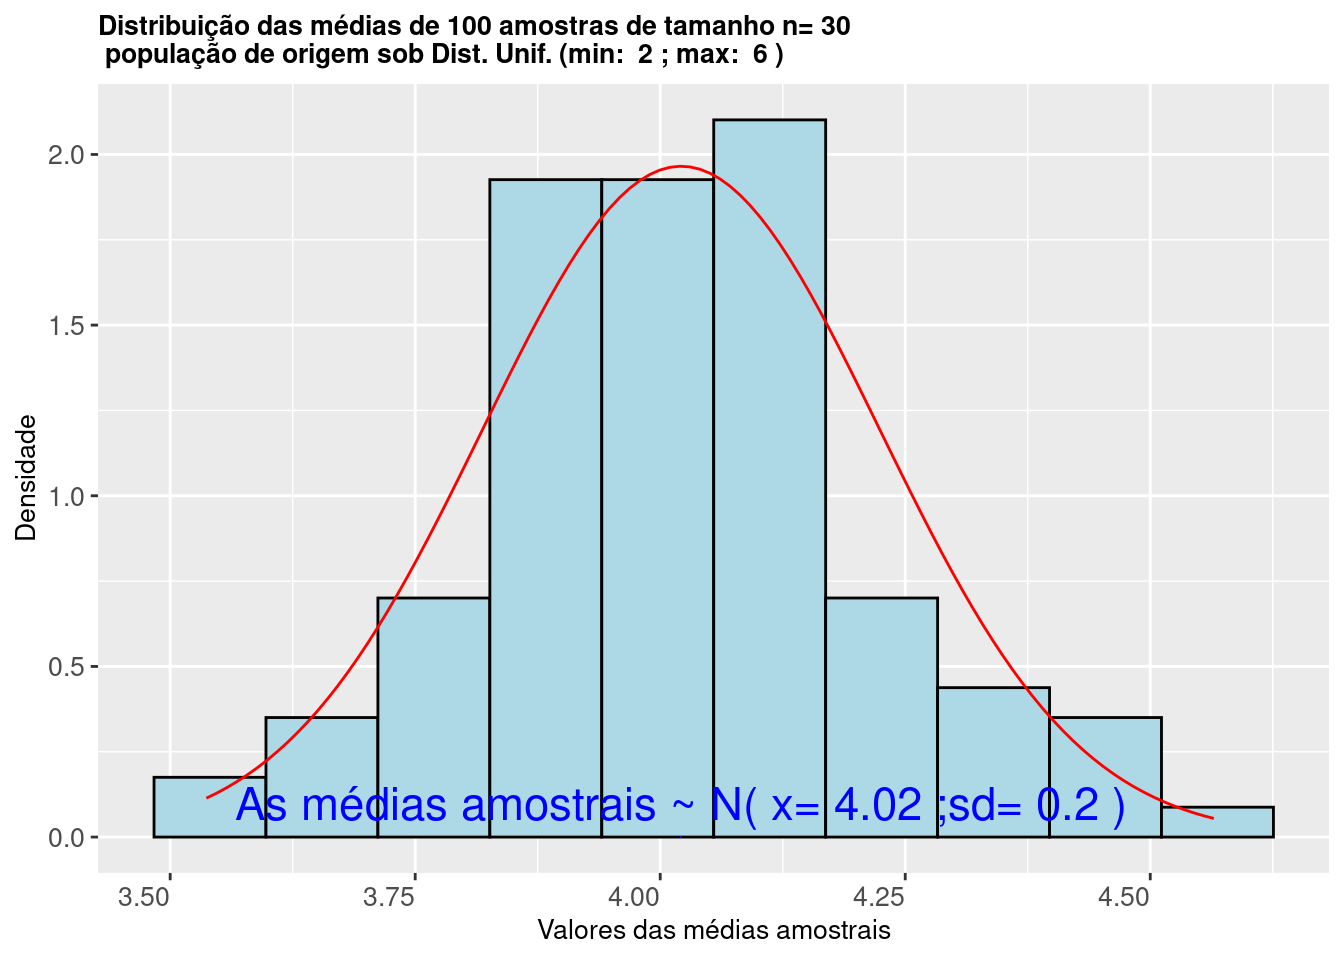 Distribuição das médias de 100 amostras de tamanho n= 30
população de origem sob Dist. Unif. (min:  2 ; max:  6 )
Densidade
2.0
1.5
1.0
0.5
0.0
As médias amostrais ~ N( x= 4.02 ;sd= 0.2 )
3.50 3.75 4.00 4.25 4.50
Valores das médias amostrais